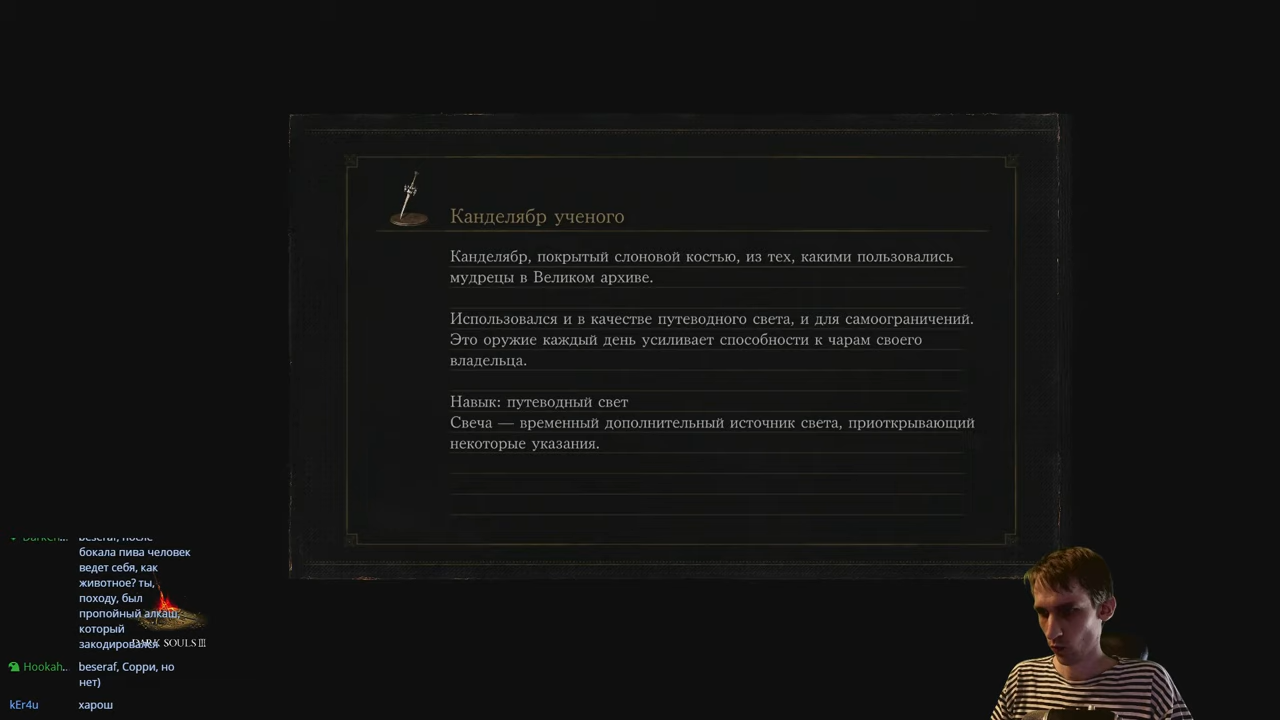 Канделябр ученого
Канделябр, покрытый слоновой костью, из тех, какими пользовались
мудрецы в Великом архиве.
Использовался и в качестве путеводного света, и для самоограничений.
Это оружие каждый день усиливает способности к чарам своего
владельца.
Навык: путеводный свет
Свеча — временный дополнительный источник света, приоткрывающий
некоторые указания.
бокала пива человек
ведет себя, как
животное? ты,
походу, был
пропойный алкаш,
который
закодировался
DARK SOULS III
Hookah.. beseraf, Сорри, но
нет)
kEr4u харош